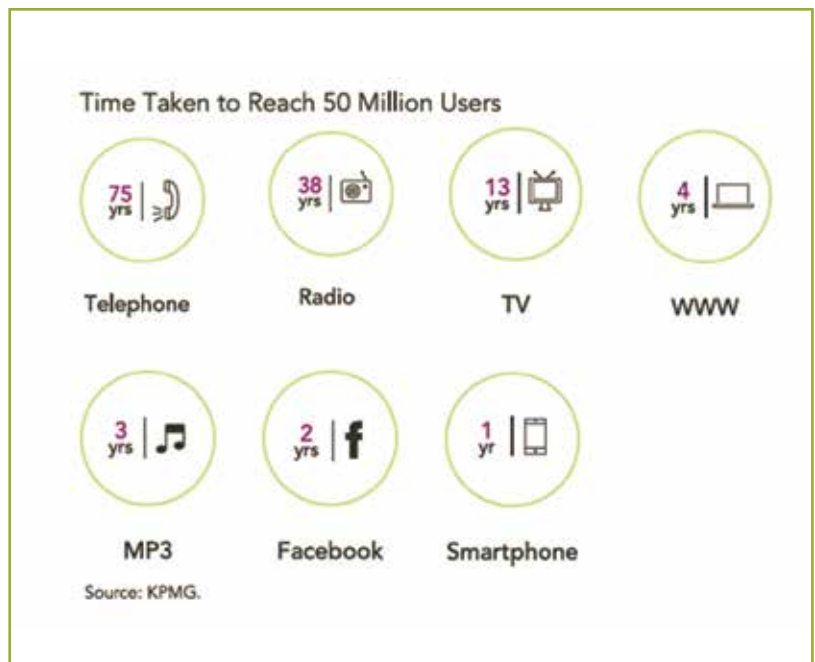 Time Taken to Reach 50 Million Users
75
yrs
Telephone
38
yrs
Radio
13
yrs
TV
4
yrs
WWW
3
yrs
MP3
2
yrs
f
Facebook
1
yr
Smartphone
Source: KPMG.